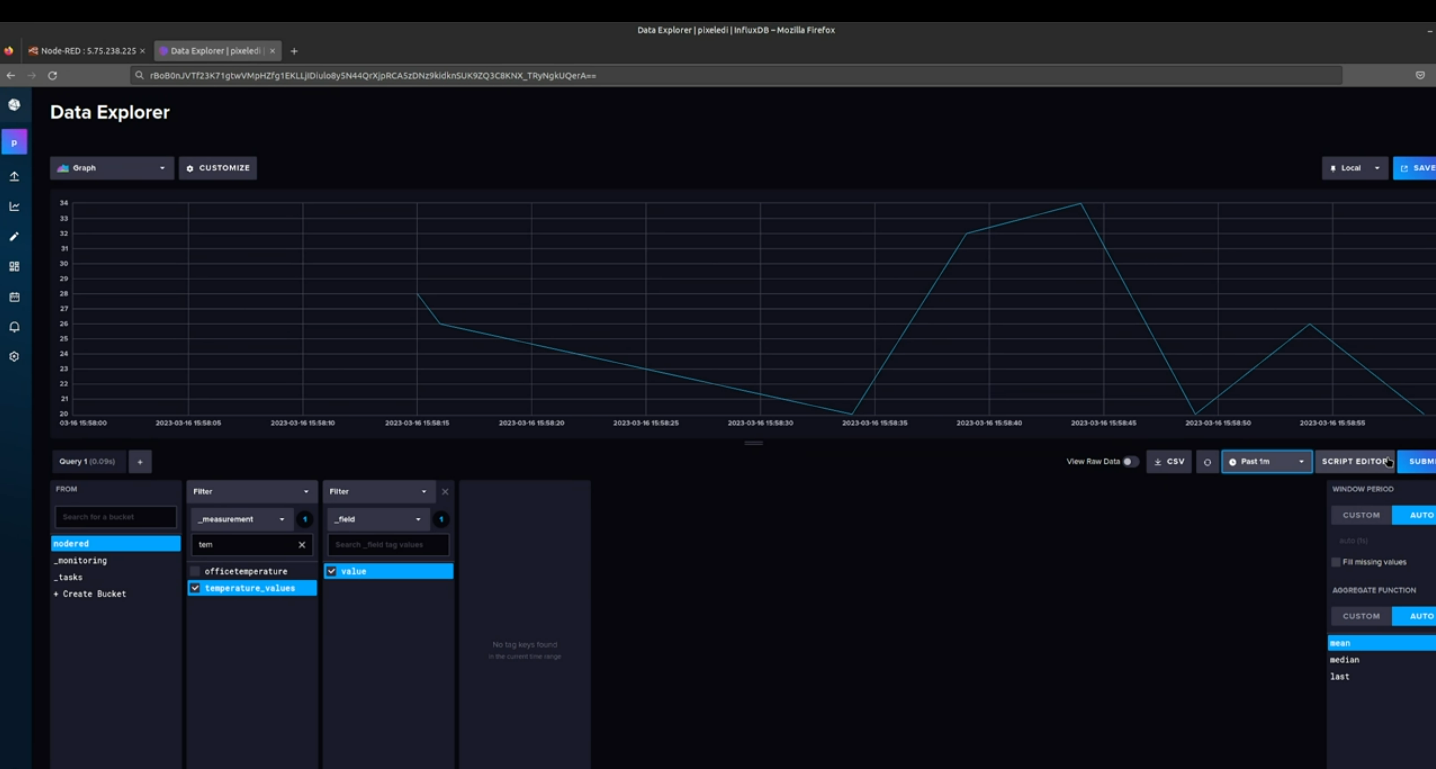 Data Explorer | pixeledi | InfluxDB – Mozilla Firefox
Node-RED : 5.75.238.225 ×
Data Explorer | pixeledi | ×
+
Data Explorer
p
Graph
CUSTOMIZE
Local
SAVE
34
33
32
31
30
29
28
27
26
25
24
23
22
21
20
03-16 15:58:00 2023-03-16 15:58:05 2023-03-16 15:58:10 2023-03-16 15:58:15 2023-03-16 15:58:20 2023-03-16 15:58:25 2023-03-16 15:58:30 2023-03-16 15:58:35 2023-03-16 15:58:40 2023-03-16 15:58:45 2023-03-16 15:58:50 2023-03-16 15:58:55
Query 1 (0.09s) +
View Raw Data CSV Past 1m SCRIPT EDITOR SUBM
FROM
Search for a bucket
nodered
_monitoring
_tasks
+ Create Bucket
Filter
_measurement 1
tem ×
officetemperature
temperature_values
Filter ×
_field 1
Search _field tag values
value
No tag keys found
in the current time range
WINDOW PERIOD
CUSTOM AUTO
auto (1s)
Fill missing values
AGGREGATE FUNCTION
CUSTOM AUTO
mean
median
last